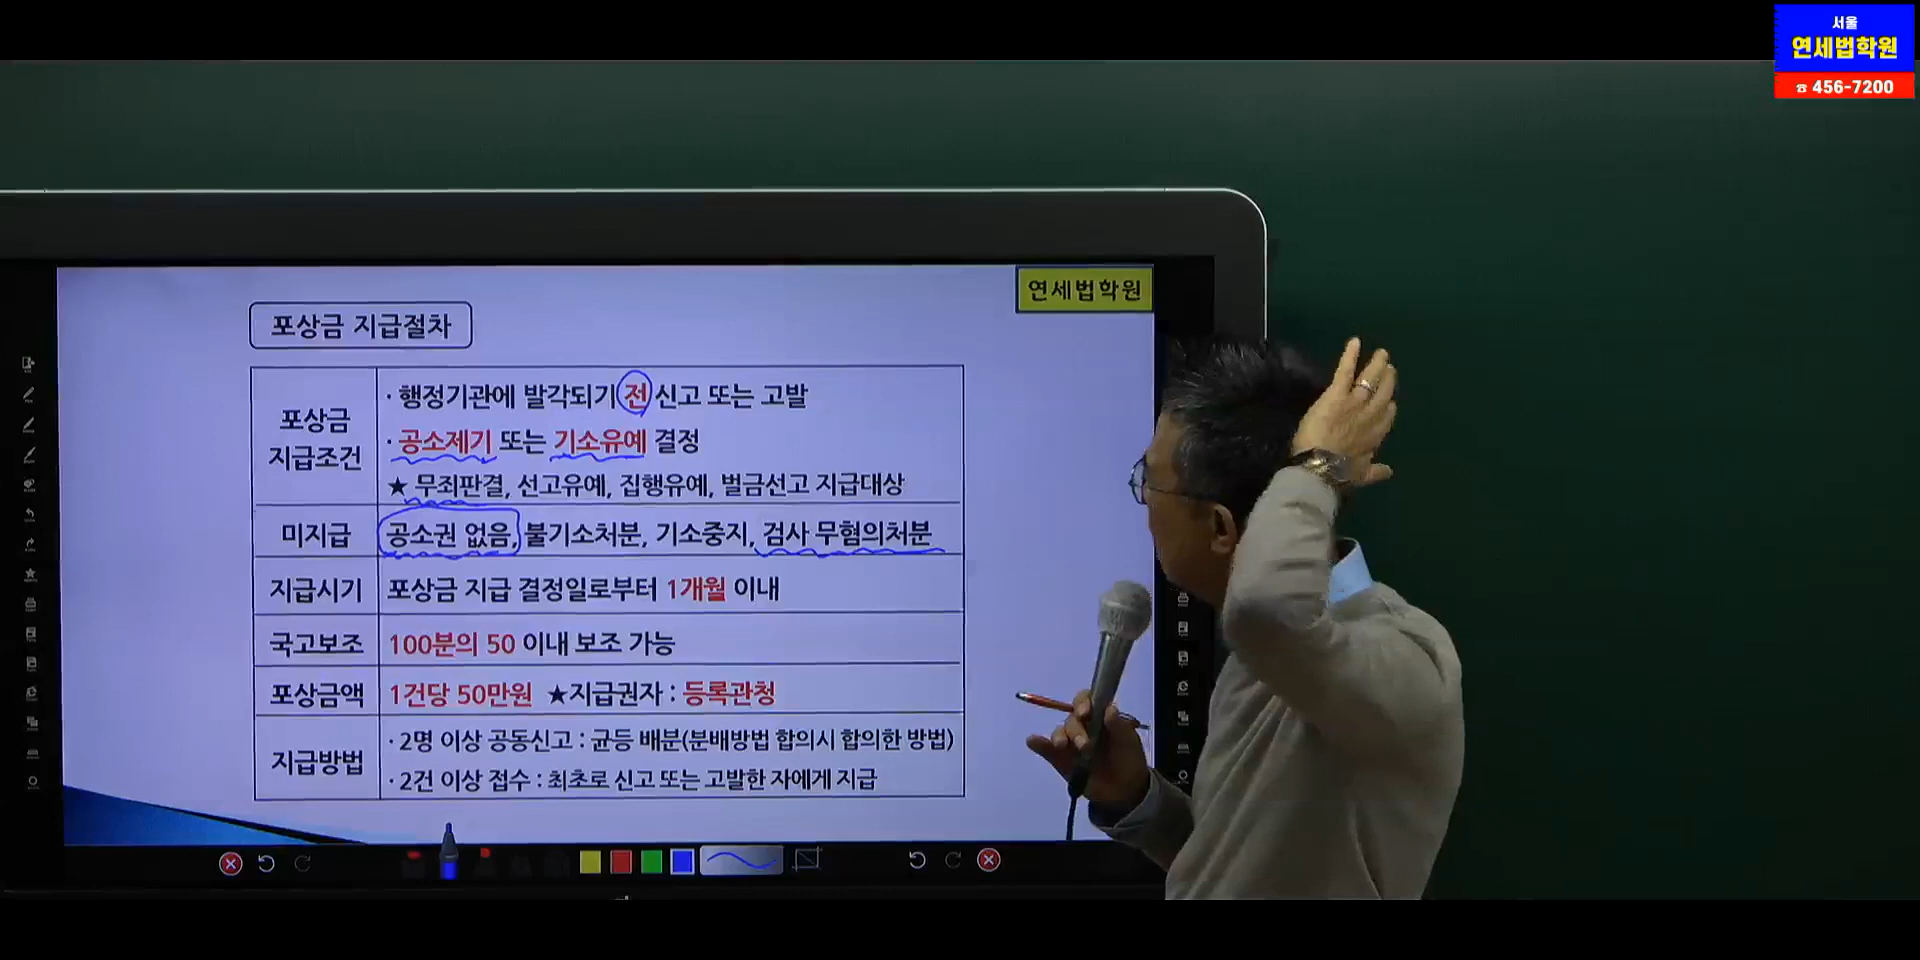 서울
연세법학원
☎ 456-7200
연세법학원
포상금 지급절차
포상금
지급조건
· 행정기관에 발각되기 전 신고 또는 고발
· 공소제기 또는 기소유예 결정
★ 무죄판결, 선고유예, 집행유예, 벌금선고 지급대상
미지급
공소권 없음, 불기소처분, 기소중지, 검사 무혐의처분
지급시기
포상금 지급 결정일로부터 1개월 이내
국고보조
100분의 50 이내 보조 가능
포상금액
1건당 50만원 ★지급권자 : 등록관청
지급방법
· 2명 이상 공동신고 : 균등 배분(분배방법 합의시 합의한 방법)
· 2건 이상 접수 : 최초로 신고 또는 고발한 자에게 지급